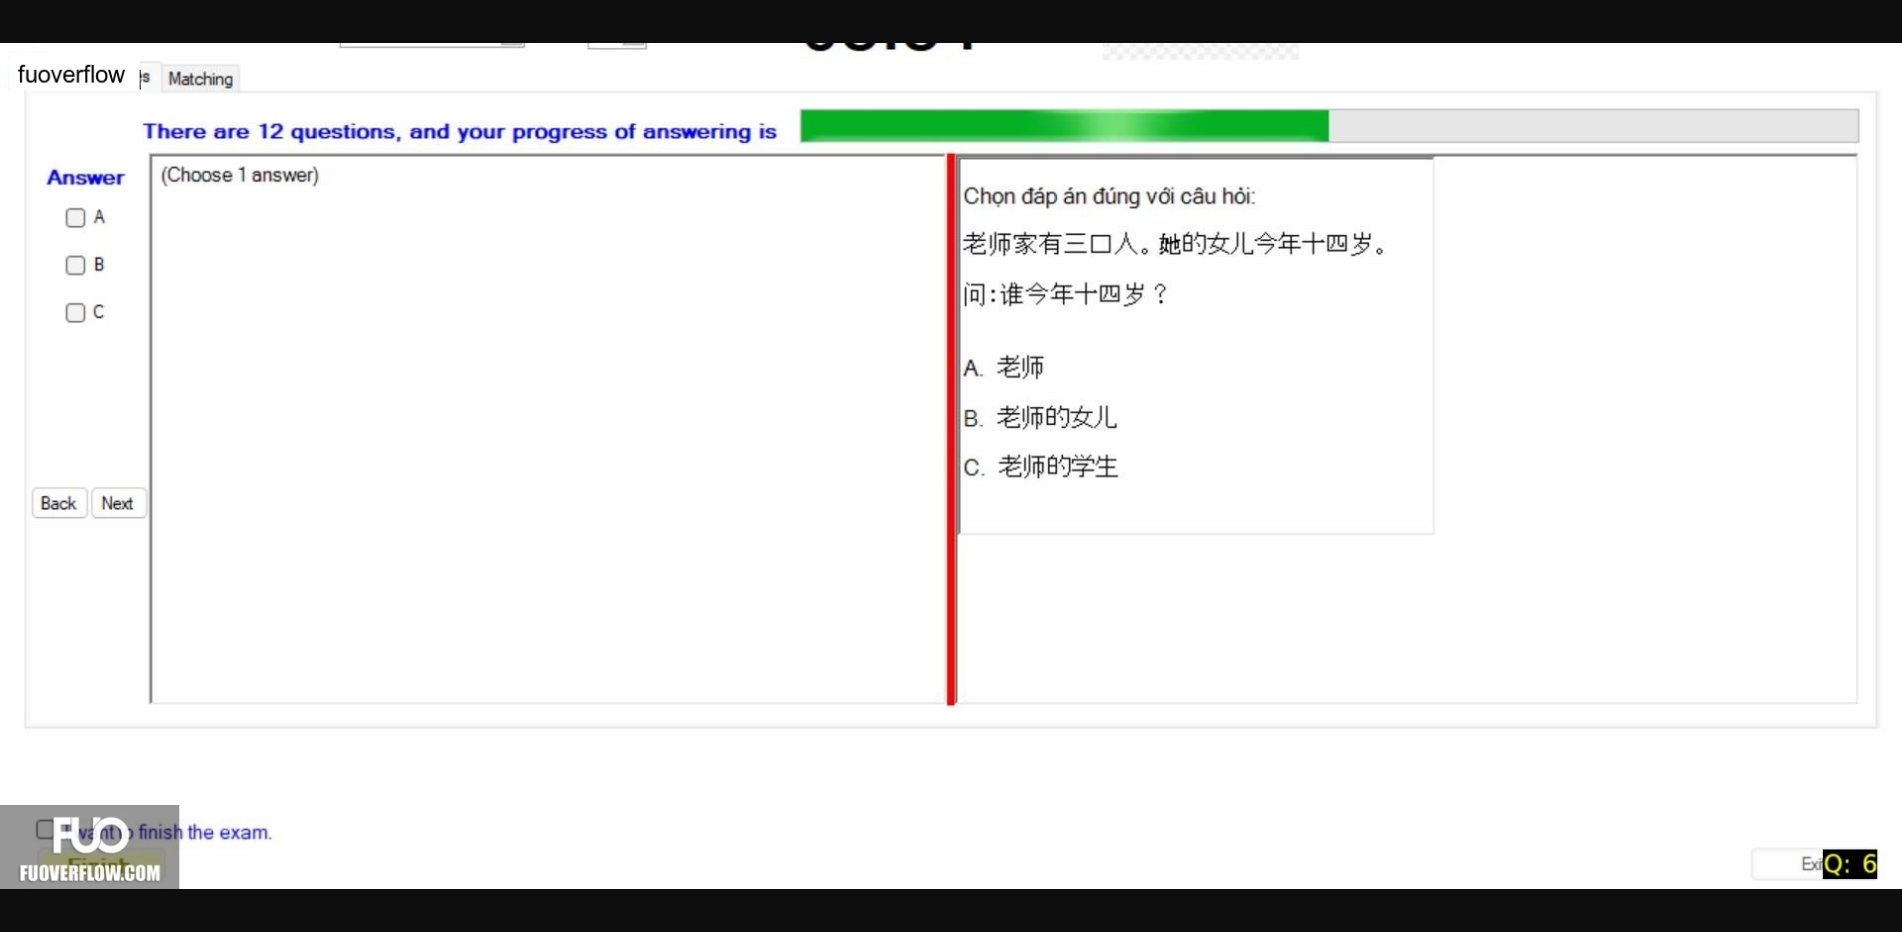 fuoverflow
Matching
There are 12 questions, and your progress of answering is
Answer
(Choose 1 answer)
A
B
C
Back Next
Chọn đáp án đúng với câu hỏi:
老师家有三口人。她的女儿今年十四岁。
问:谁今年十四岁？
A. 老师
B. 老师的女儿
C. 老师的学生
want to finish the exam.
FUO
FUOVERFLOW.COM
Q: 6